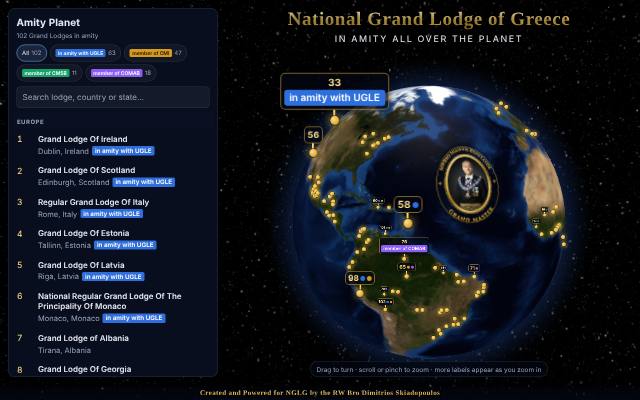 National Grand Lodge of Greece
IN AMITY ALL OVER THE PLANET
Amity Planet
102 Grand Lodges in amity
All 102
in amity with UGLE 63
member of CMI 47
member of CMSB 11
member of COMAB 18
Search lodge, country or state...
EUROPE
1 Grand Lodge Of Ireland
Dublin, Ireland in amity with UGLE
2 Grand Lodge Of Scotland
Edinburgh, Scotland in amity with UGLE
3 Regular Grand Lodge Of Italy
Rome, Italy in amity with UGLE
4 Grand Lodge Of Estonia
Tallinn, Estonia in amity with UGLE
5 Grand Lodge Of Latvia
Riga, Latvia in amity with UGLE
6 National Regular Grand Lodge Of The
Principality Of Monaco
Monaco, Monaco in amity with UGLE
7 Grand Lodge of Albania
Tirana, Albania
8 Grand Lodge Of Georgia
33
in amity with UGLE
56
58
76
member of COMAB
65
98
GRAND MASTER
Drag to turn · scroll or pinch to zoom · more labels appear as you zoom in
Created and Powered for NGLG by the RW Bro Dimitrios Skiadopoulos